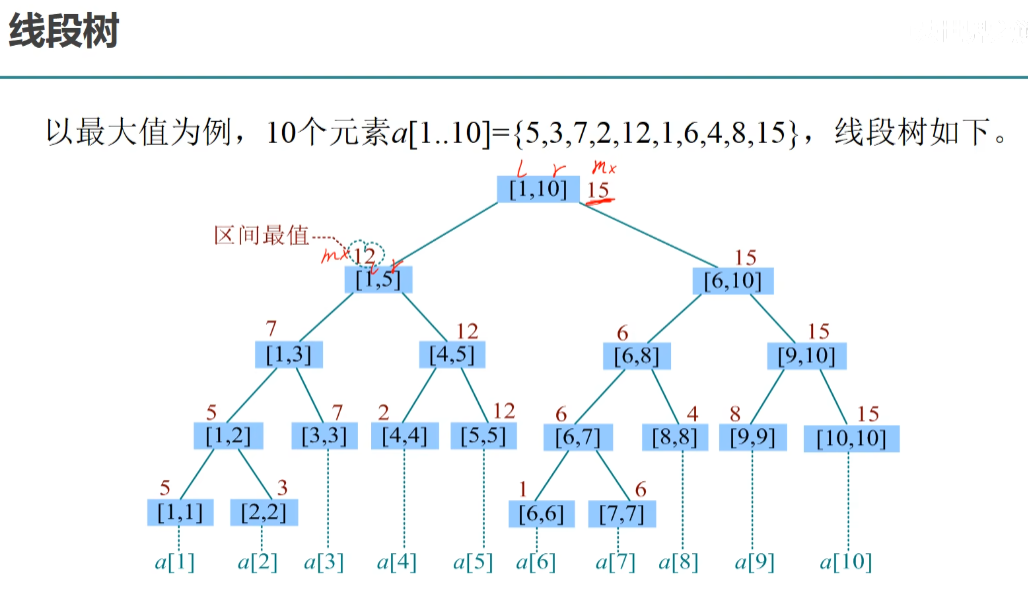 线段树
以最大值为例，10个元素a[1..10]={5,3,7,2,12,1,6,4,8,15}，线段树如下。
l r mx
[1,10] 15
区间最值
mx 12 15
l r
[1,5] [6,10]
7 12 6 15
[1,3] [4,5] [6,8] [9,10]
5 7 2 12 6 4 8 15
[1,2] [3,3] [4,4] [5,5] [6,7] [8,8] [9,9] [10,10]
5 3 1 6
[1,1] [2,2] [6,6] [7,7]
a[1] a[2] a[3] a[4] a[5] a[6] a[7] a[8] a[9] a[10]